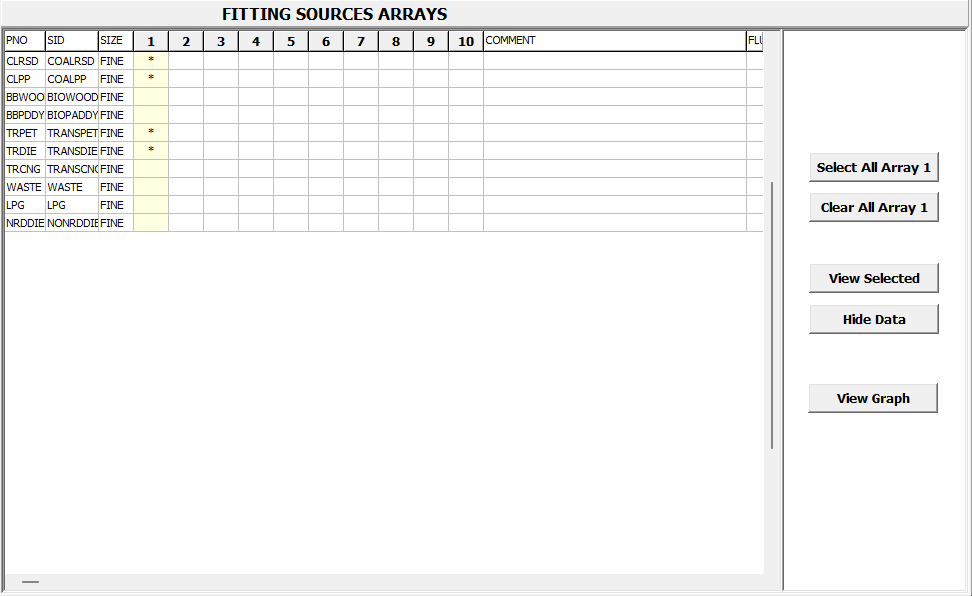 FITTING SOURCES ARRAYS
PNO SID SIZE 1 2 3 4 5 6 7 8 9 10 COMMENT FLU
CLRSD COALRSD FINE *
CLPP COALPP FINE *
BBWOO BIOWOOD FINE
BBPDDY BIOPADDY FINE
TRPET TRANSPET FINE *
TRDIE TRANSDIE FINE *
TRCNG TRANSCNG FINE
WASTE WASTE FINE
LPG LPG FINE
NRDDIE NONRDDIE FINE
Select All Array 1
Clear All Array 1
View Selected
Hide Data
View Graph